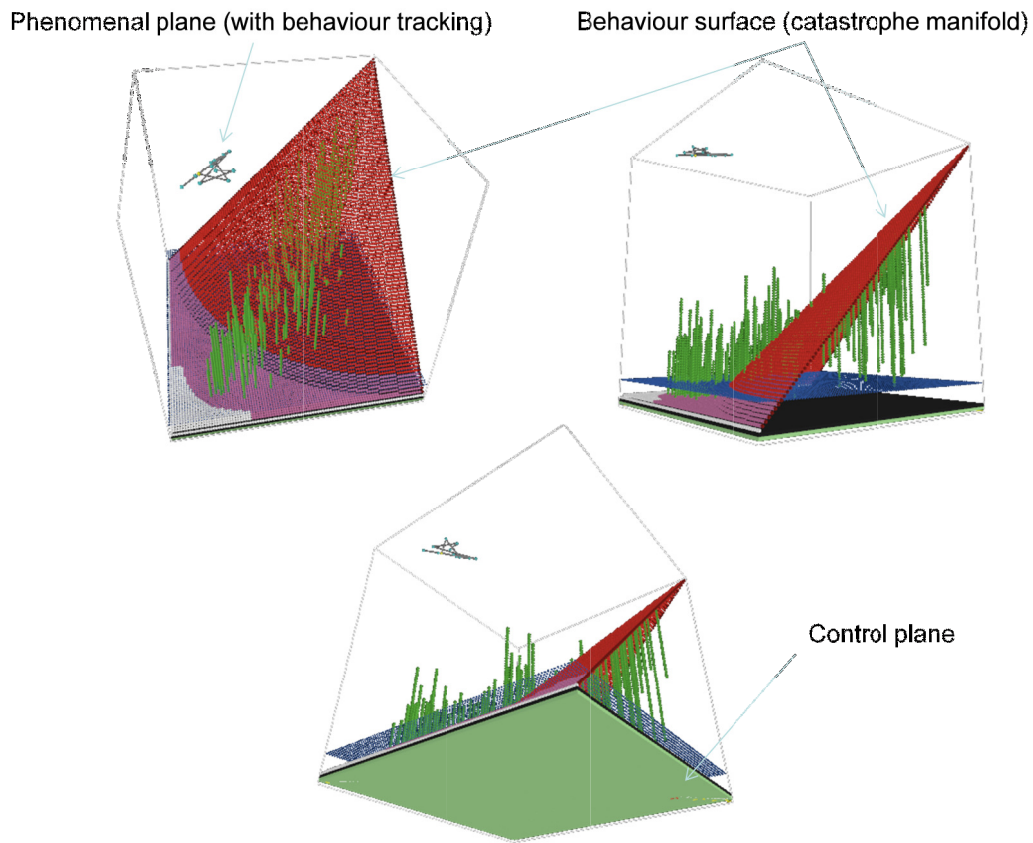 Phenomenal plane (with behaviour tracking)
Behaviour surface (catastrophe manifold)
Control plane